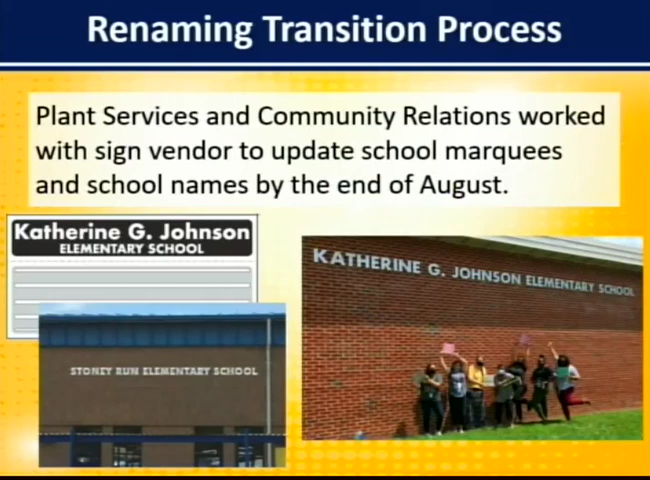 Renaming Transition Process
Plant Services and Community Relations worked
with sign vendor to update school marquees
and school names by the end of August.
Katherine G. Johnson
ELEMENTARY SCHOOL
KATHERINE G. JOHNSON ELEMENTARY SCHOOL
STONEY RUN ELEMENTARY SCHOOL